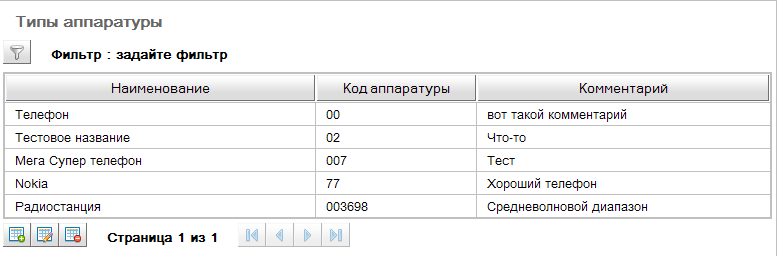 Типы аппаратуры
Фильтр : задайте фильтр
Наименование Код аппаратуры Комментарий
Телефон 00 вот такой комментарий
Тестовое название 02 Что-то
Мега Супер телефон 007 Тест
Nokia 77 Хороший телефон
Радиостанция 003698 Средневолновой диапазон
Страница 1 из 1